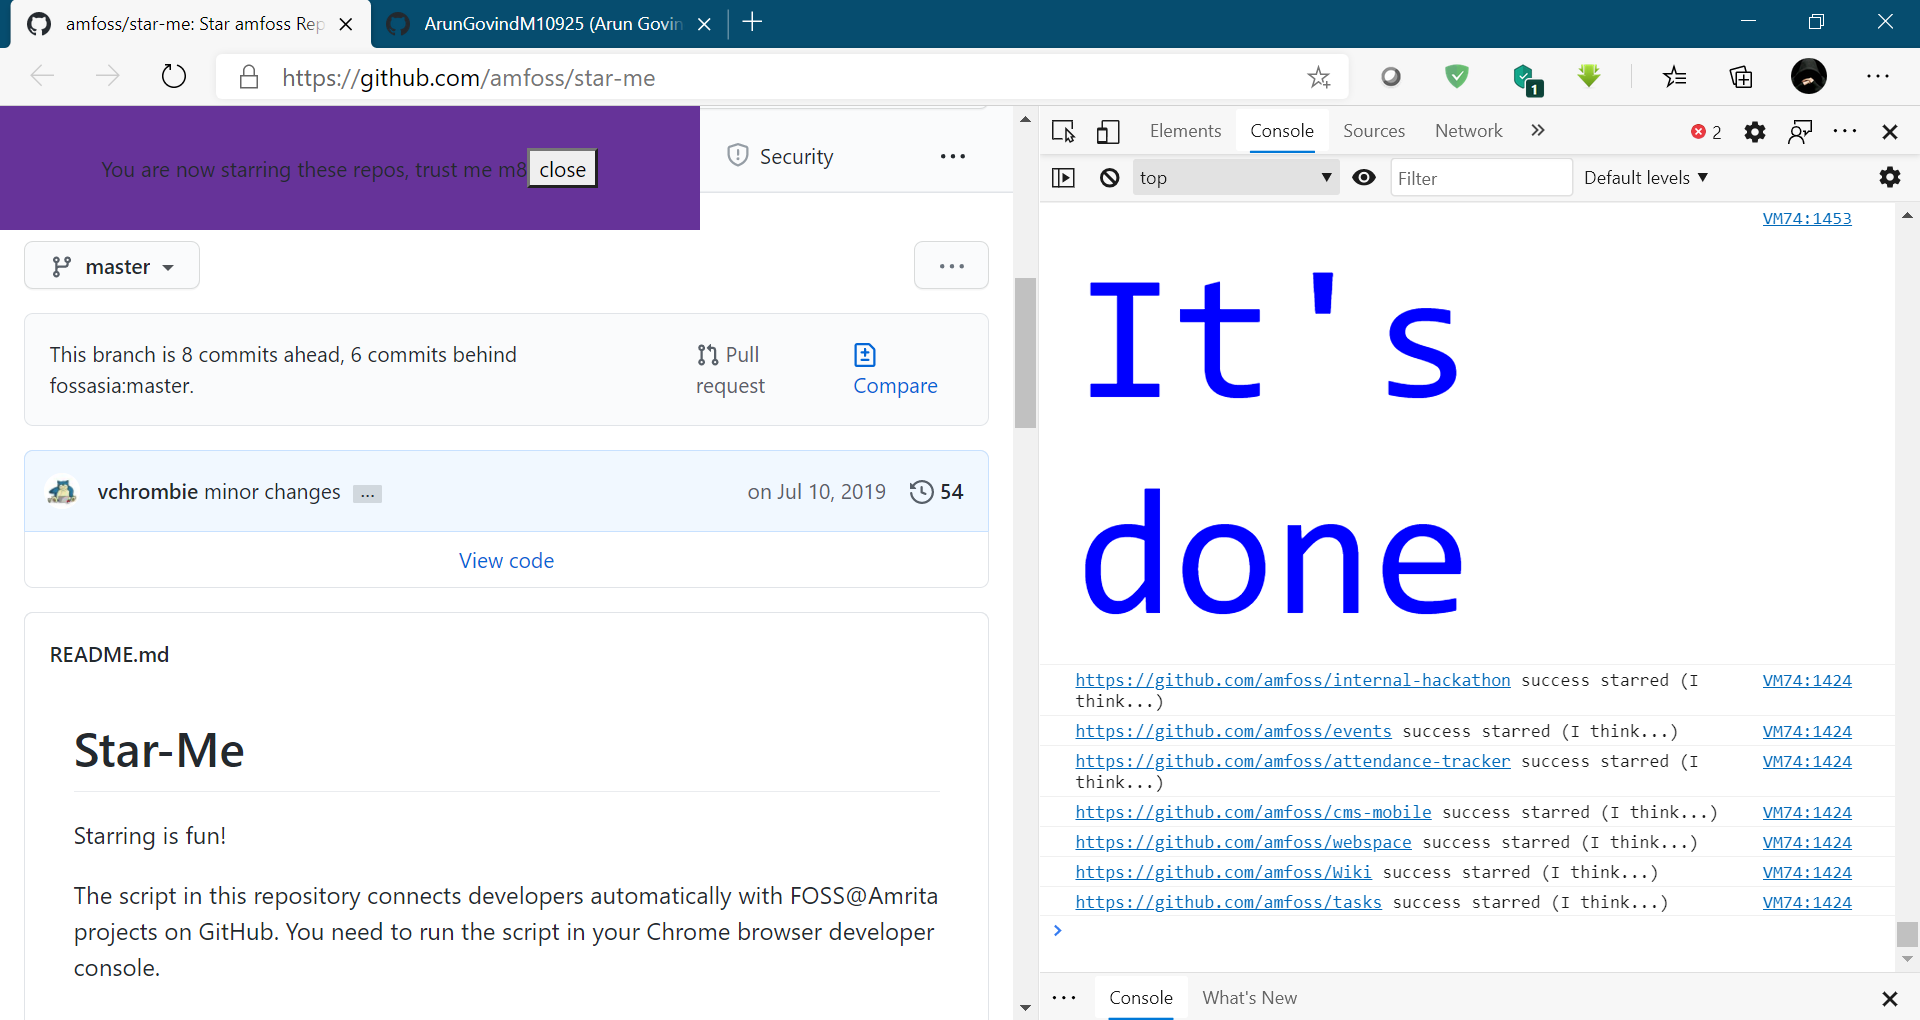 amfoss/star-me: Star amfoss Rep
ArunGovindM10925 (Arun Govin
https://github.com/amfoss/star-me
1
You are now starring these repos, trust me m8 close
Security
master
This branch is 8 commits ahead, 6 commits behind
fossasia:master.
Pull
request
Compare
vchrombie minor changes ...
on Jul 10, 2019 54
View code
README.md
Star-Me
Starring is fun!
The script in this repository connects developers automatically with FOSS@Amrita
projects on GitHub. You need to run the script in your Chrome browser developer
console.
Elements Console Sources Network 2
top Filter Default levels
VM74:1453
It's
done
https://github.com/amfoss/internal-hackathon success starred (I VM74:1424
think...)
https://github.com/amfoss/events success starred (I think...) VM74:1424
https://github.com/amfoss/attendance-tracker success starred (I VM74:1424
think...)
https://github.com/amfoss/cms-mobile success starred (I think...) VM74:1424
https://github.com/amfoss/webspace success starred (I think...) VM74:1424
https://github.com/amfoss/Wiki success starred (I think...) VM74:1424
https://github.com/amfoss/tasks success starred (I think...) VM74:1424
Console What's New